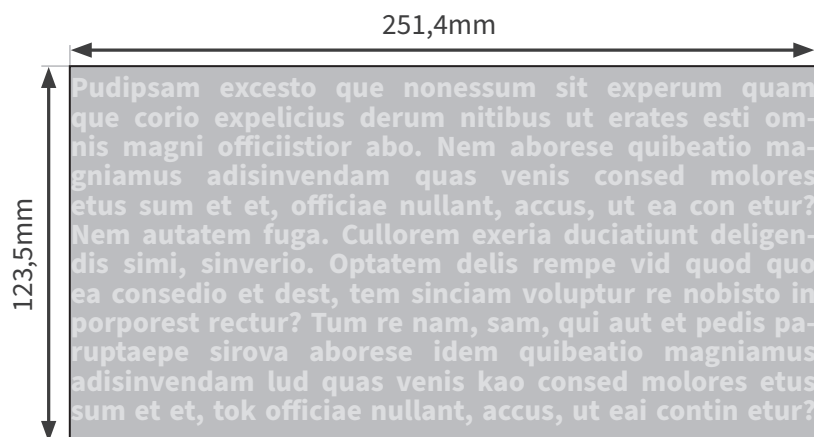 251,4mm
123,5mm
Pudipsam excesto que nonessum sit experum quam
que corio expelicius derum nitibus ut erates esti om-
nis magni officiistior abo. Nem aborese quibeatio ma-
gniamus adisinvendam quas venis consed molores
etus sum et et, officiae nullant, accus, ut ea con etur?
Nem autatem fuga. Cullorem exeria duciatiunt deligen-
dis simi, sinverio. Optatem delis rempe vid quod quo
ea consedio et dest, tem sinciam voluptur re nobisto in
porporest rectur? Tum re nam, sam, qui aut et pedis pa-
ruptaepe sirova aborese idem quibeatio magniamus
adisinvendam lud quas venis kao consed molores etus
sum et et, tok officiae nullant, accus, ut eai contin etur?